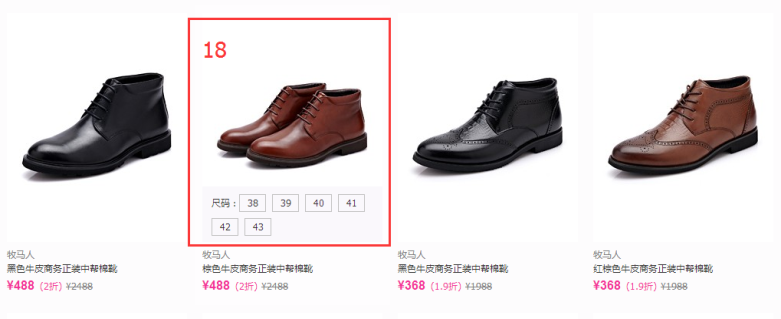 18
尺码：38 39 40 41
42 43
牧马人
黑色牛皮商务正装中帮棉靴
¥488 (2折) ¥2488
牧马人
棕色牛皮商务正装中帮棉靴
¥488 (2折) ¥2488
牧马人
黑色牛皮商务正装中帮棉靴
¥368 (1.9折) ¥1988
牧马人
红棕色牛皮商务正装中帮棉靴
¥368 (1.9折) ¥1988